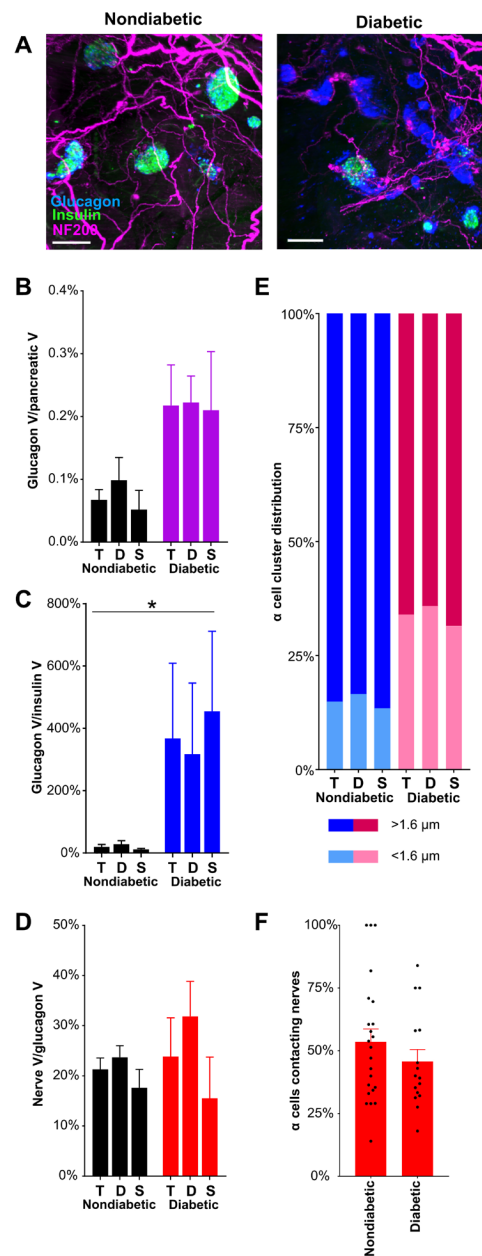 Nondiabetic
Diabetic
A
Glucagon
Insulin
NF200
B
Glucagon V/pancreatic V
0.4%
0.3%
0.2%
0.1%
0.0%
T D S T D S
Nondiabetic Diabetic
C
Glucagon V/insulin V
800%
600%
400%
200%
0%
*
T D S T D S
Nondiabetic Diabetic
D
Nerve V/glucagon V
50%
40%
30%
20%
10%
0%
T D S T D S
Nondiabetic Diabetic
E
α cell cluster distribution
100%
75%
50%
25%
0%
T D S T D S
Nondiabetic Diabetic
>1.6 μm
<1.6 μm
F
α cells contacting nerves
100%
75%
50%
25%
0%
Nondiabetic
Diabetic